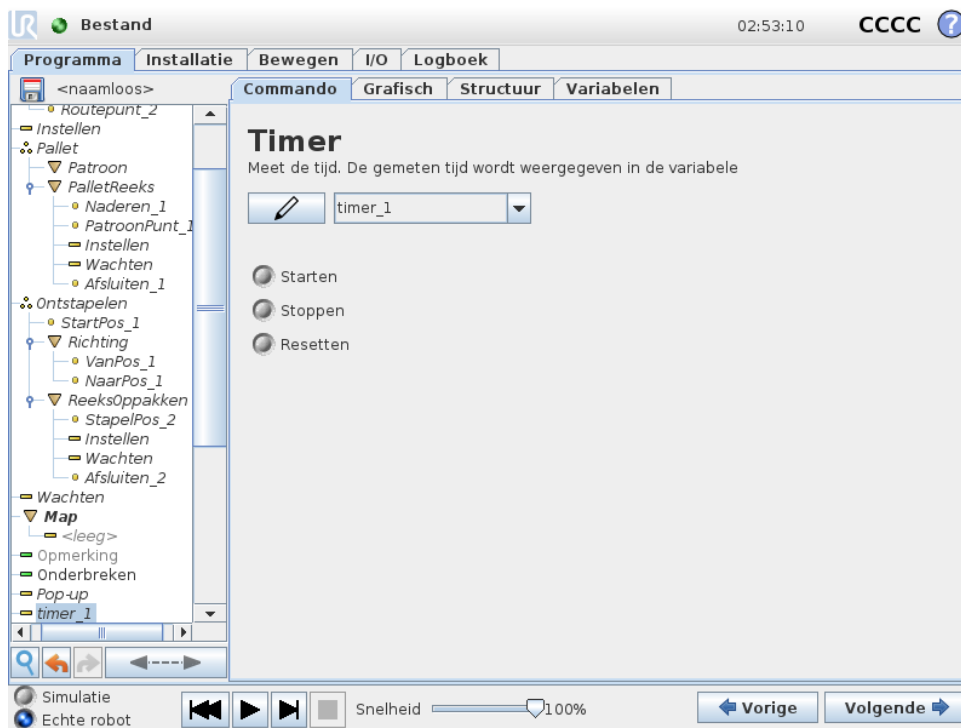 UR Bestand 02:53:10 CCCC ?
Programma Installatie Bewegen I/O Logboek
<naamloos>
Commando Grafisch Structuur Variabelen
Routepunt_2
Instellen
Pallet
Patroon
PalletReeks
Naderen_1
PatroonPunt_1
Instellen
Wachten
Afsluiten_1
Ontstapelen
StartPos_1
Richting
VanPos_1
NaarPos_1
ReeksOppakken
StapelPos_2
Instellen
Wachten
Afsluiten_2
Wachten
Map
<leeg>
Opmerking
Onderbreken
Pop-up
timer_1
Timer
Meet de tijd. De gemeten tijd wordt weergegeven in de variabele
timer_1
Starten
Stoppen
Resetten
Simulatie
Echte robot
Snelheid 100%
Vorige
Volgende